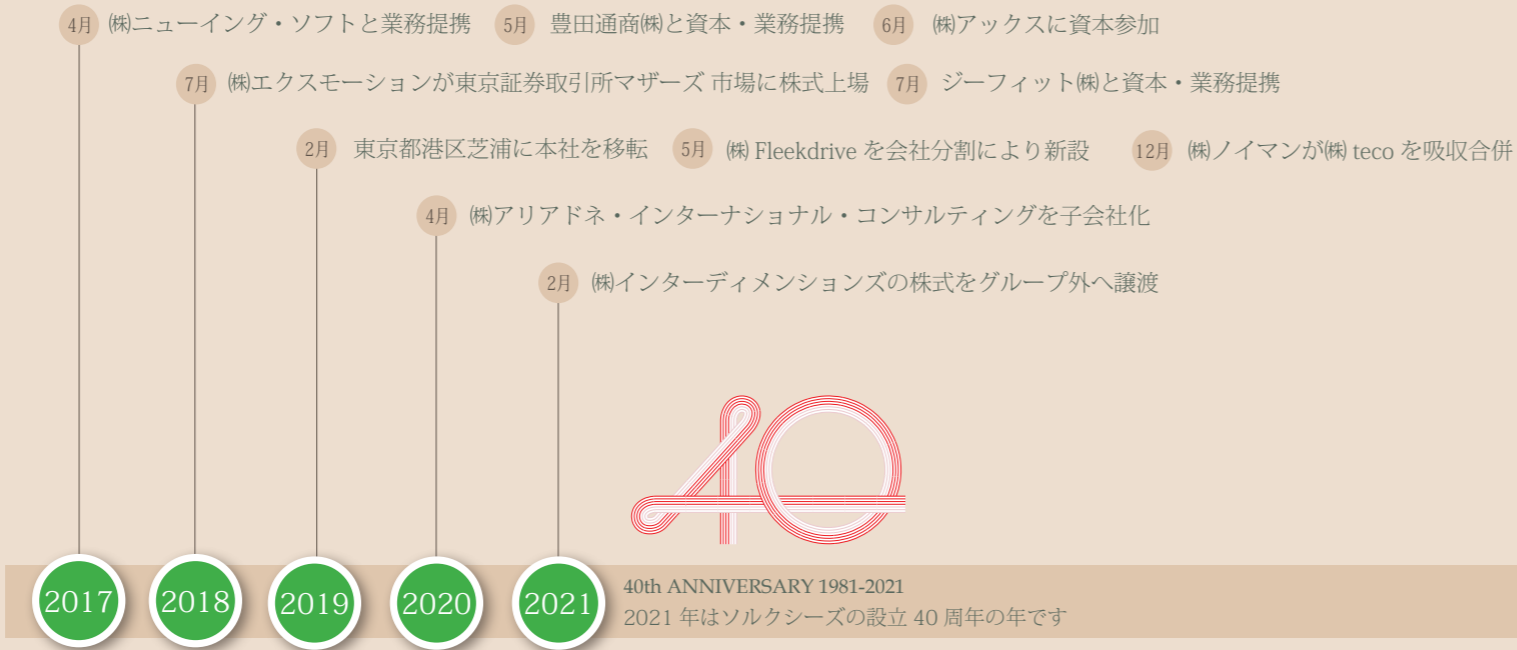 4月 ㈱ニューイング・ソフトと業務提携 5月 豊田通商㈱と資本・業務提携 6月 ㈱アックスに資本参加
7月 ㈱エクスモーションが東京証券取引所マザーズ 市場に株式上場 7月 ジーフィット㈱と資本・業務提携
2月 東京都港区芝浦に本社を移転 5月 ㈱ Fleekdrive を会社分割により新設 12月 ㈱ノイマンが㈱ teco を吸収合併
4月 ㈱アリアドネ・インターナショナル・コンサルティングを子会社化
2月 ㈱インターディメンションズの株式をグループ外へ譲渡
40
2017 2018 2019 2020 2021
40th ANNIVERSARY 1981-2021
2021 年はソルクシーズの設立 40 周年の年です